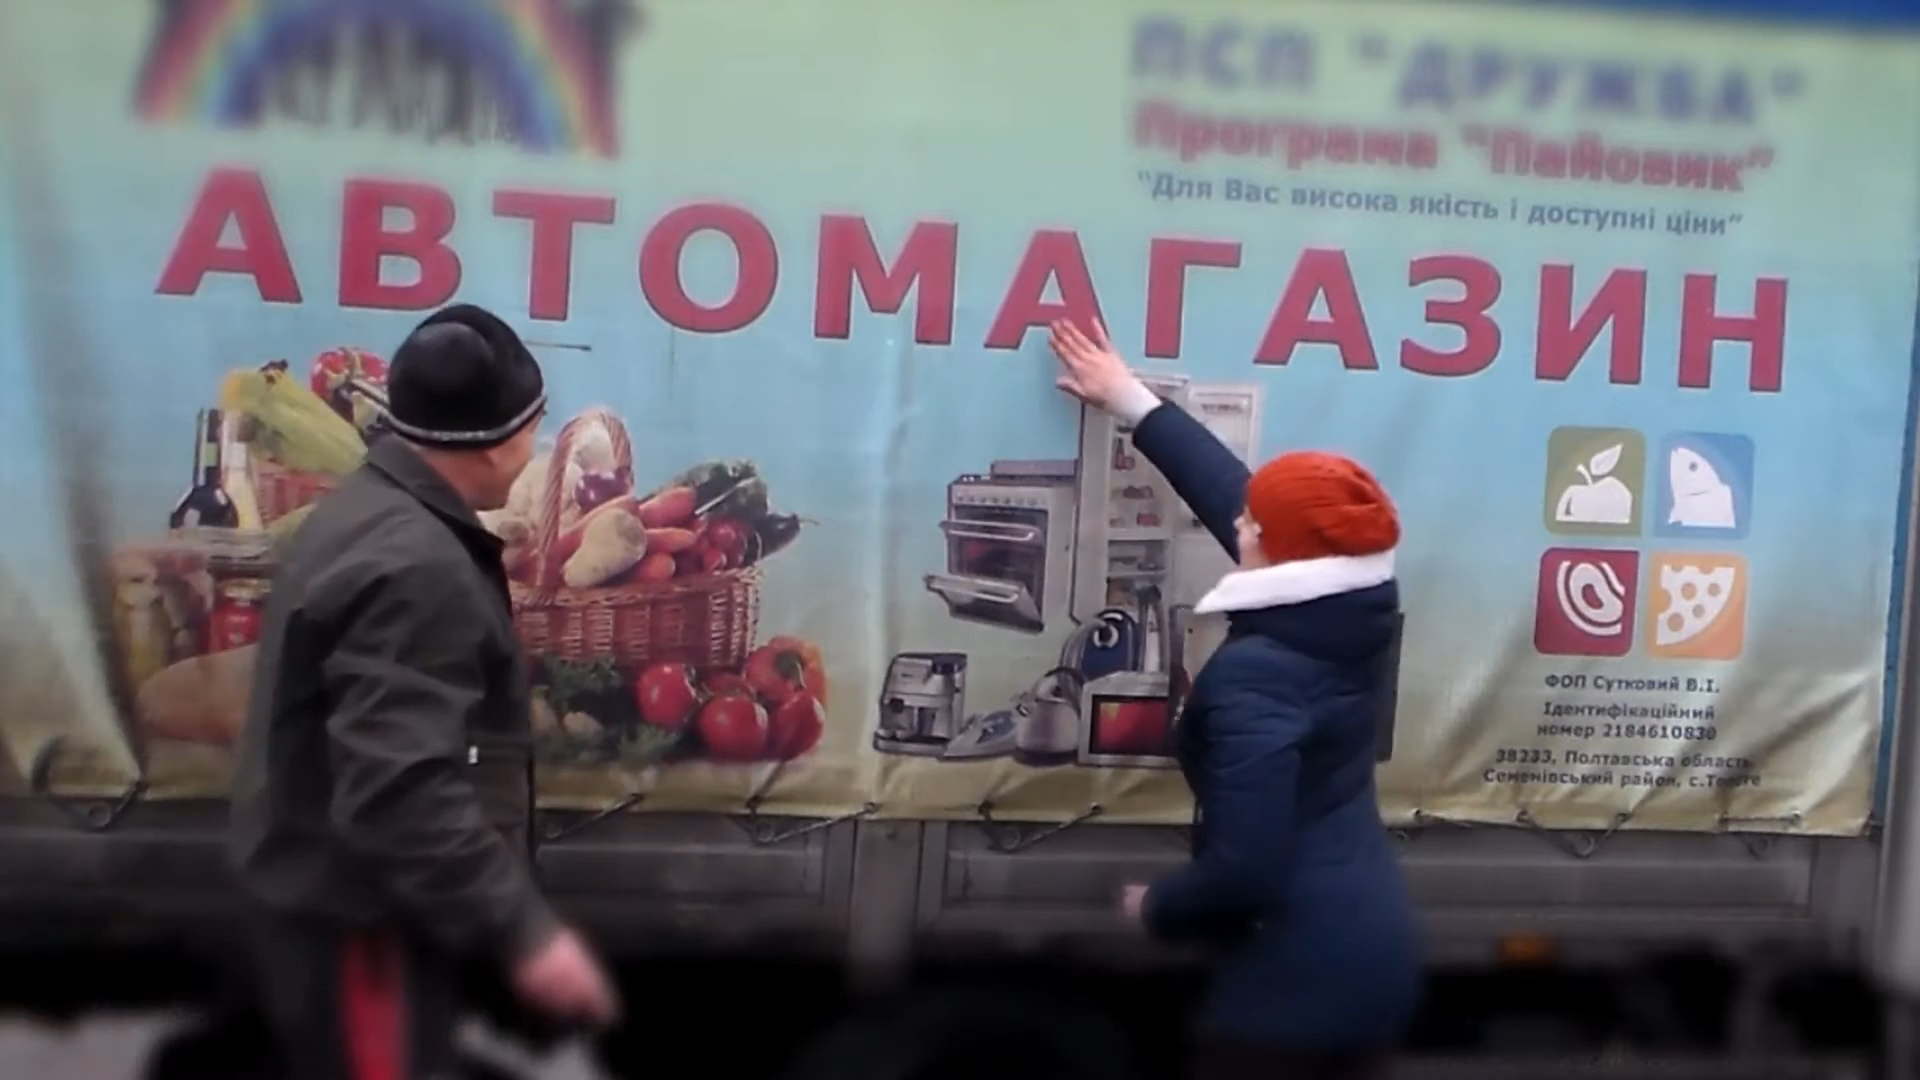 ПСП "ДРУЖБА"
Програма "Пайовик"
"Для Вас висока якість і доступні ціни"
АВТОМАГАЗИН
ФОП Сутковий В.І.
Ідентифікаційний
номер 2184610830
38233, Полтавська область
Семенівський район, с.